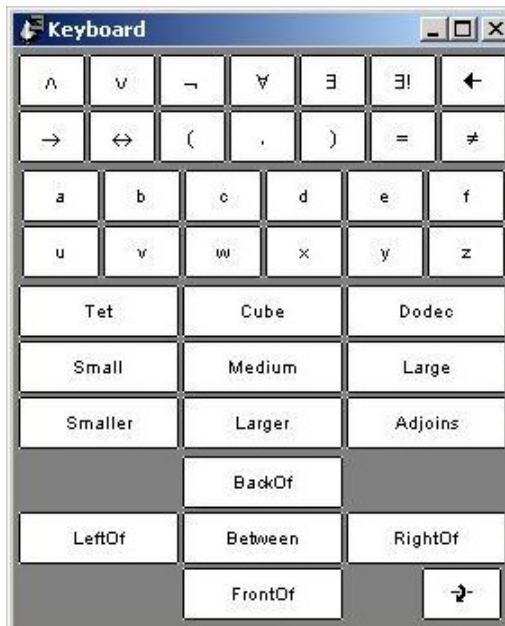 Keyboard
∧ ∨ ¬ ∀ ∃ ∃! ←
→ ↔ ( , ) = ≠
a b c d e f
u v w x y z
Tet Cube Dodec
Small Medium Large
Smaller Larger Adjoins
BackOf
LeftOf Between RightOf
FrontOf